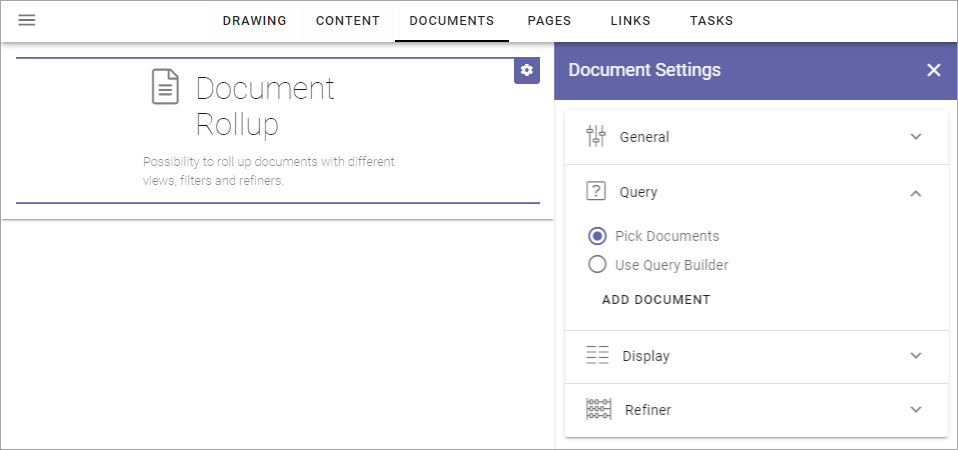 DRAWING CONTENT DOCUMENTS PAGES LINKS TASKS
Document
Rollup
Possibility to roll up documents with different
views, filters and refiners.
Document Settings
General
Query
Pick Documents
Use Query Builder
ADD DOCUMENT
Display
Refiner